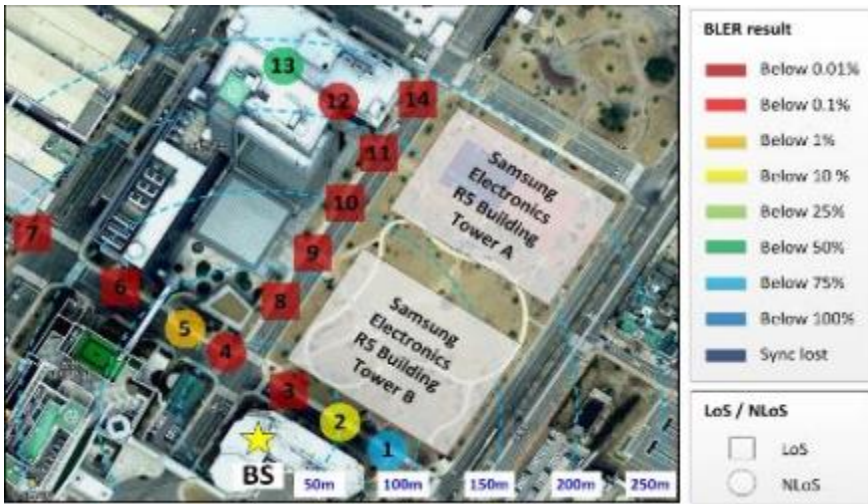 13
12
14
11
10
9
8
7
6
5
4
3
2
1
Samsung
Electronics
R5 Building
Tower A
Samsung
Electronics
R5 Building
Tower B
BS
50m
100m
150m
200m
250m
BLER result
Below 0.01%
Below 0.1%
Below 1%
Below 10 %
Below 25%
Below 50%
Below 75%
Below 100%
Sync lost
LoS / NLoS
LoS
NLoS